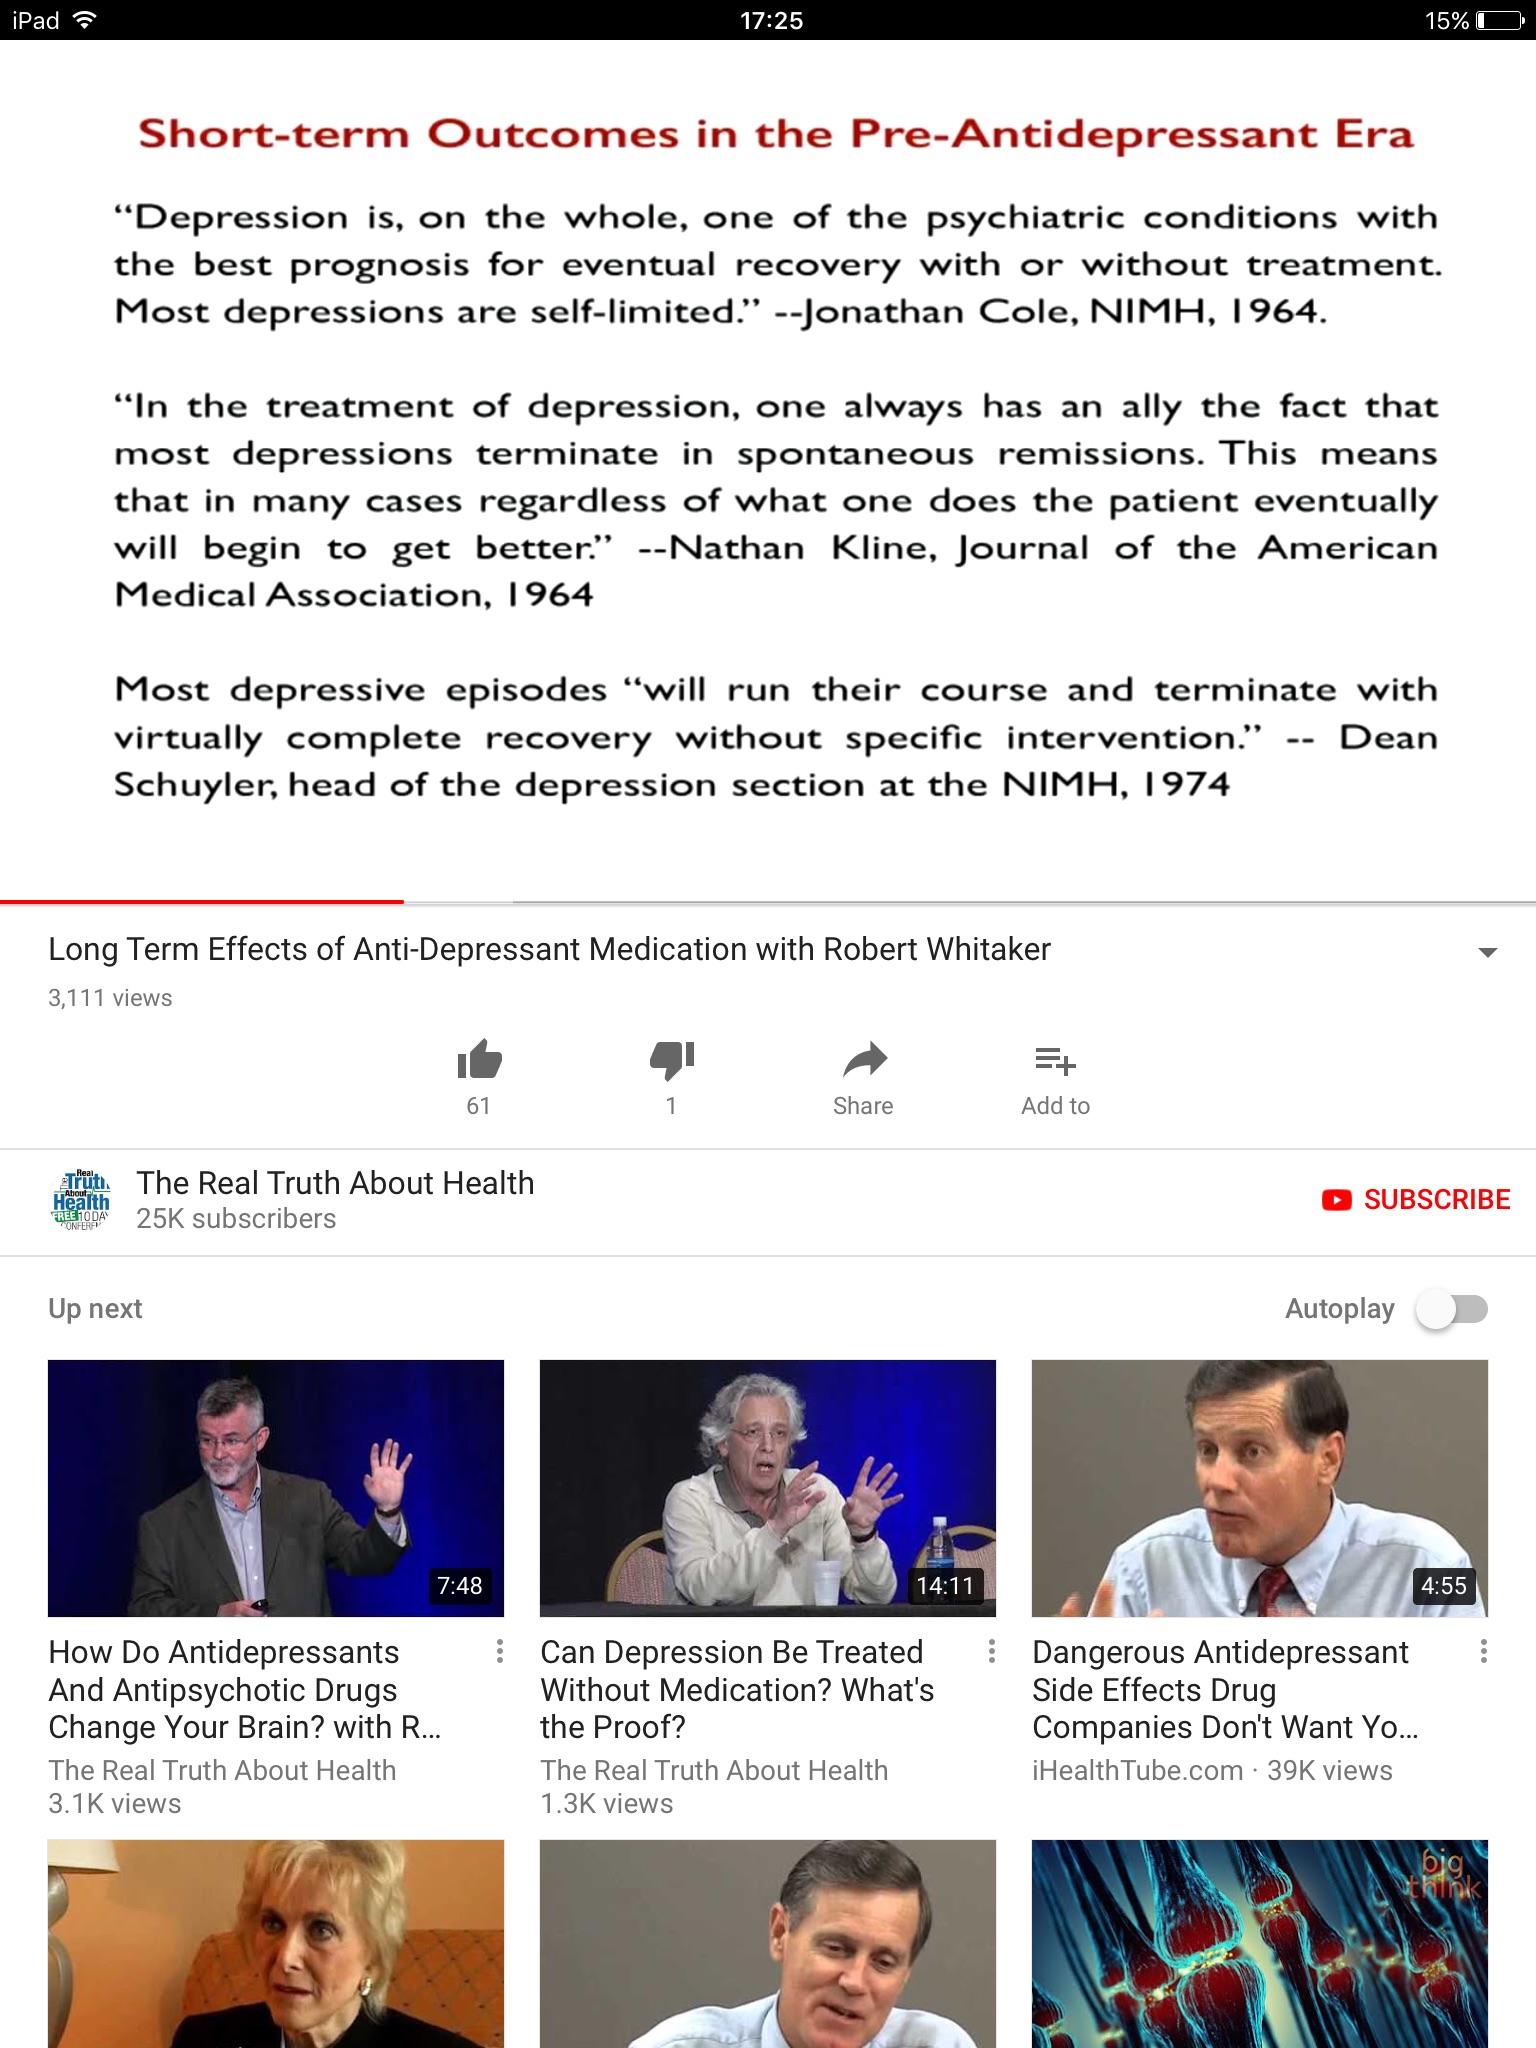 iPad
17:25
15%
Short-term Outcomes in the Pre-Antidepressant Era
“Depression is, on the whole, one of the psychiatric conditions with
the best prognosis for eventual recovery with or without treatment.
Most depressions are self-limited.” --Jonathan Cole, NIMH, 1964.
“In the treatment of depression, one always has an ally the fact that
most depressions terminate in spontaneous remissions. This means
that in many cases regardless of what one does the patient eventually
will begin to get better.” --Nathan Kline, Journal of the American
Medical Association, 1964
Most depressive episodes “will run their course and terminate with
virtually complete recovery without specific intervention.” -- Dean
Schuyler, head of the depression section at the NIMH, 1974
Long Term Effects of Anti-Depressant Medication with Robert Whitaker
3,111 views
61
1
Share
Add to
The Real Truth About Health FREE 10 DAY CONFERE
The Real Truth About Health
25K subscribers
SUBSCRIBE
Up next
Autoplay
7:48
14:11
4:55
How Do Antidepressants
And Antipsychotic Drugs
Change Your Brain? with R...
The Real Truth About Health
3.1K views
Can Depression Be Treated
Without Medication? What's
the Proof?
The Real Truth About Health
1.3K views
Dangerous Antidepressant
Side Effects Drug
Companies Don't Want Yo...
iHealthTube.com · 39K views
big
think